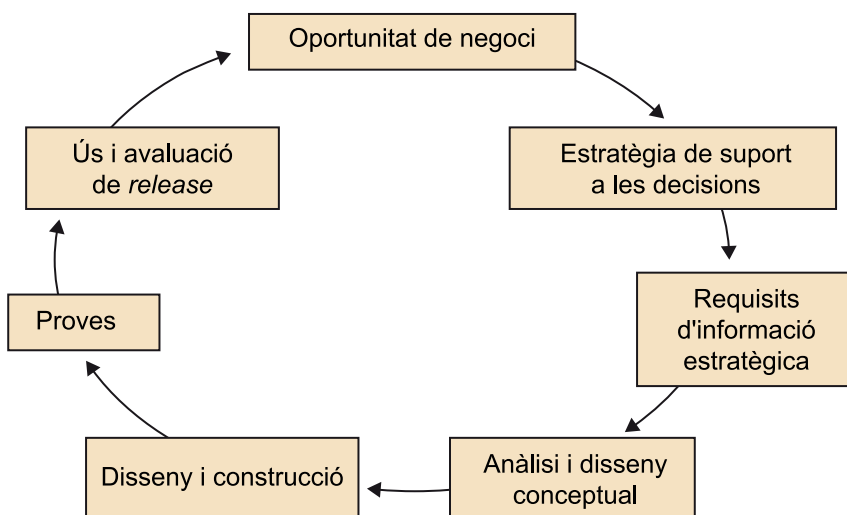 Oportunitat de negoci
Estratègia de suport
a les decisions
Requisits
d'informació
estratègica
Anàlisi i disseny
conceptual
Disseny i construcció
Proves
Ús i avaluació
de release